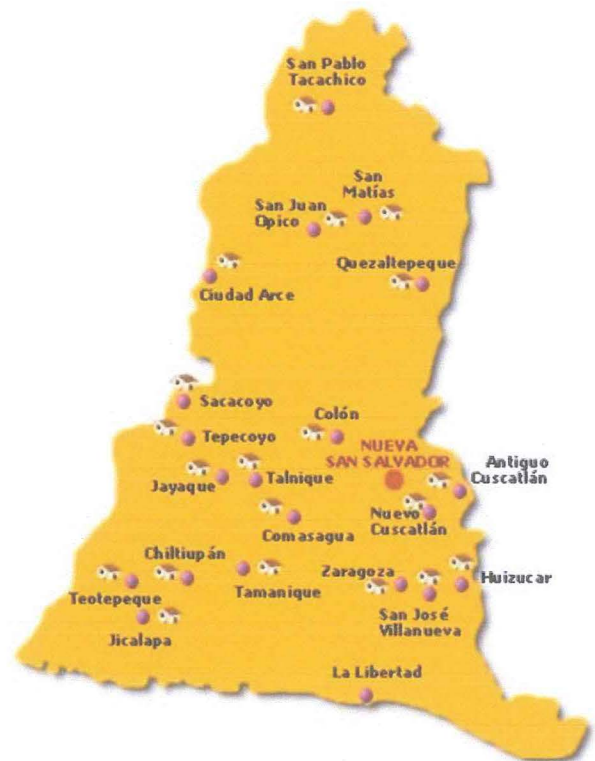 San Pablo
Tacachico
San
Matías
San Juan
Opico
Quezaltepeque
Ciudad Arce
Sacacoyo
Colón
Tepecoyo
NUEVA
SAN SALVADOR
Antiguo
Cuscatlán
Jayaque
Talnique
Nuevo
Cuscatlán
Comasagua
Chiltiupán
Zaragoza
Huizucar
Teotepeque
Tamanique
San José
Villanueva
Jicalapa
La Libertad